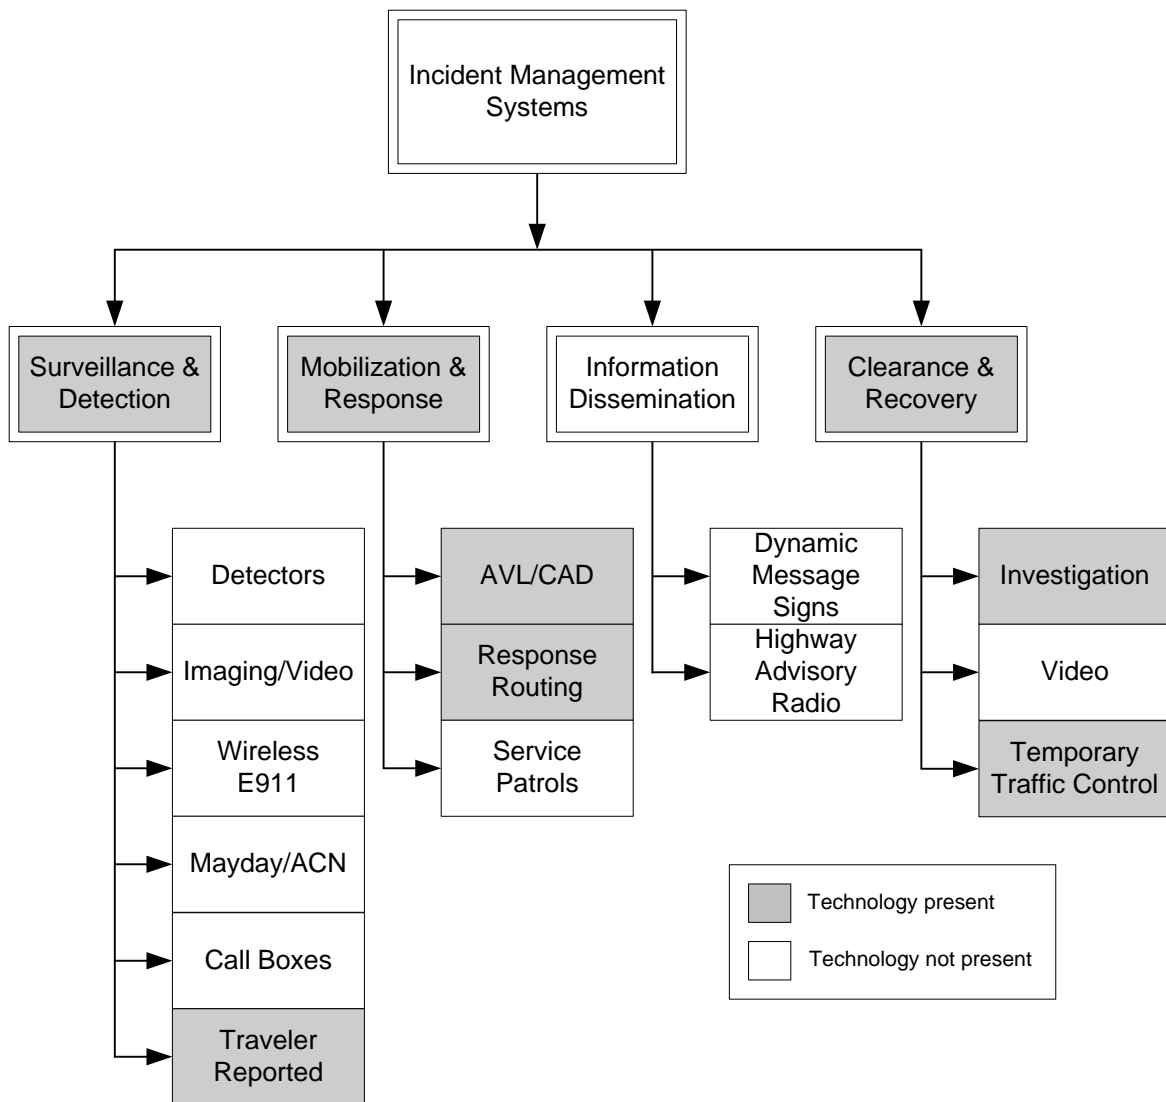 Incident Management
Systems
Surveillance &
Detection
Mobilization &
Response
Information
Dissemination
Clearance &
Recovery
Detectors
Imaging/Video
Wireless
E911
Mayday/ACN
Call Boxes
Traveler
Reported
AVL/CAD
Response
Routing
Service
Patrols
Dynamic
Message
Signs
Highway
Advisory
Radio
Investigation
Video
Temporary
Traffic Control
Technology present
Technology not present